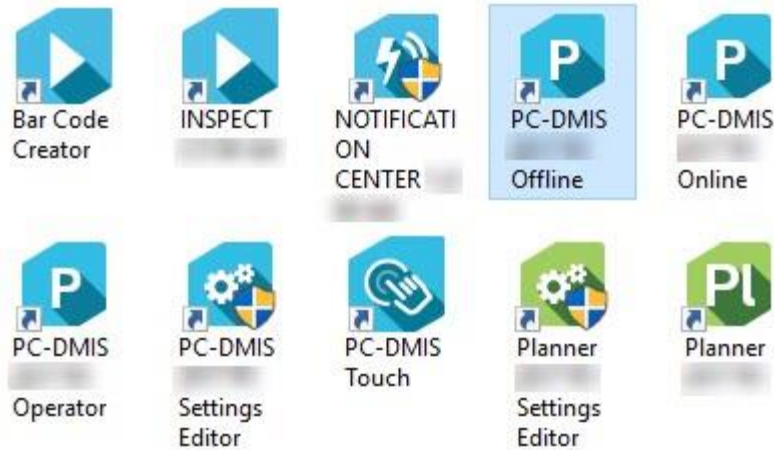 P
P
Bar Code
Creator
INSPECT
NOTIFICATI
ON
CENTER
PC-DMIS
Offline
PC-DMIS
Online
P
Pl
PC-DMIS
Operator
PC-DMIS
Settings
Editor
PC-DMIS
Touch
Planner
Settings
Editor
Planner